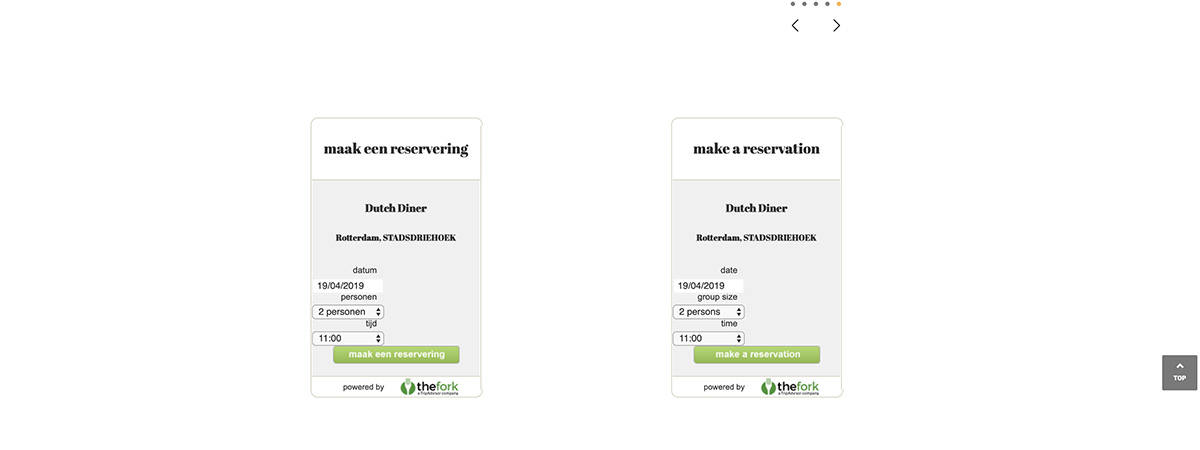 maak een reservering
Dutch Diner
Rotterdam, STADSDRIEHOEK
datum
19/04/2019
personen
2 personen
tijd
11:00
maak een reservering
powered by thefork
a TripAdvisor company
make a reservation
Dutch Diner
Rotterdam, STADSDRIEHOEK
date
19/04/2019
group size
2 persons
time
11:00
make a reservation
powered by thefork
a TripAdvisor company
TOP